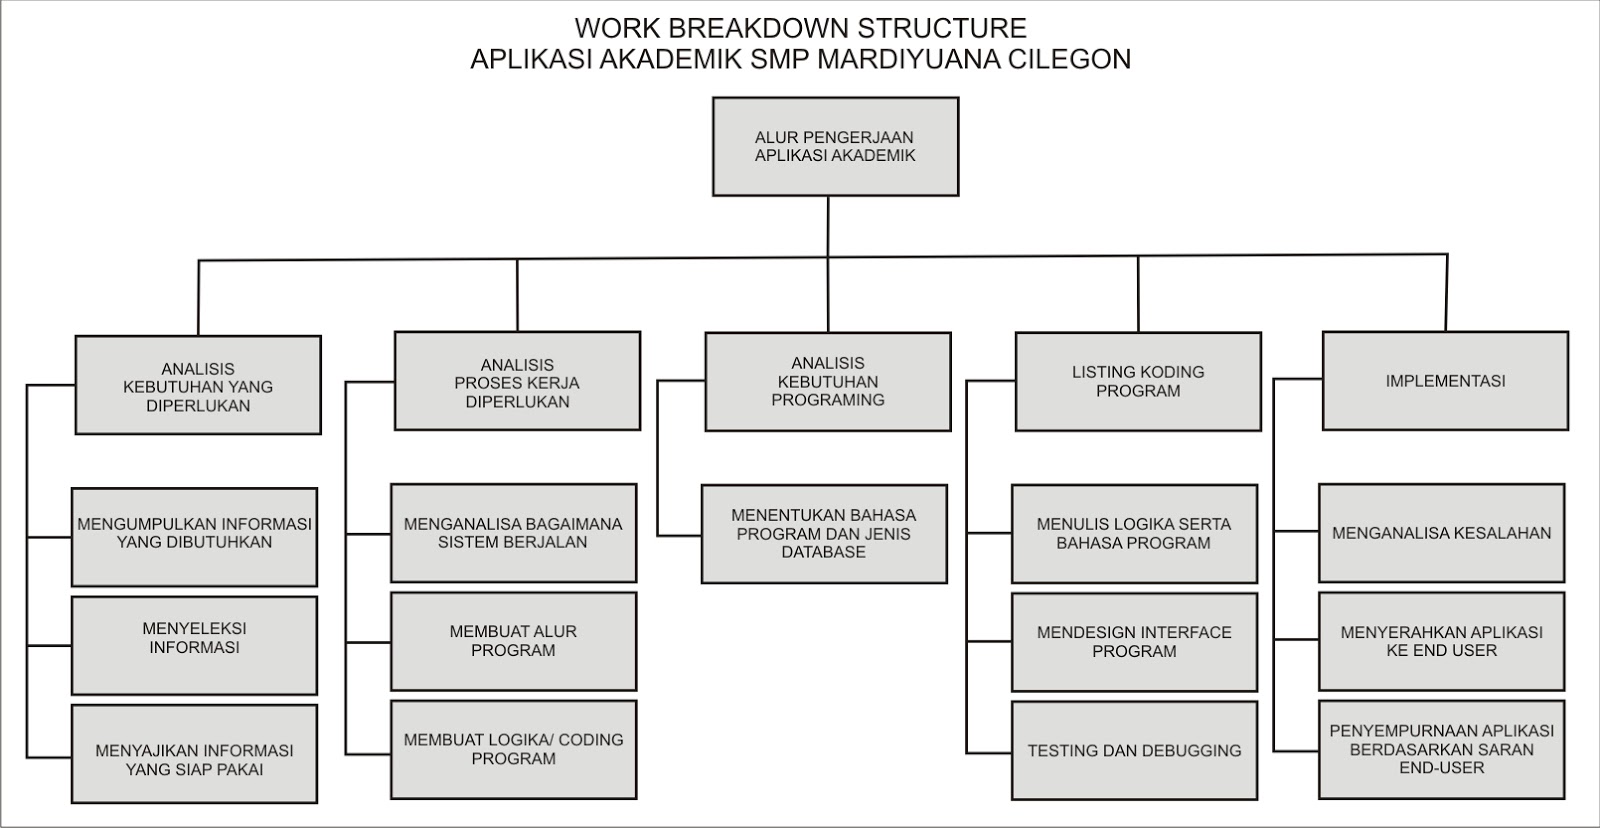 WORK BREAKDOWN STRUCTURE
APLIKASI AKADEMIK SMP MARDIYUANA CILEGON
ALUR PENGERJAAN
APLIKASI AKADEMIK
ANALISIS
KEBUTUHAN YANG
DIPERLUKAN
MENGUMPULKAN INFORMASI
YANG DIBUTUHKAN
MENYELEKSI
INFORMASI
MENYAJIKAN INFORMASI
YANG SIAP PAKAI
ANALISIS
PROSES KERJA
DIPERLUKAN
MENGANALISA BAGAIMANA
SISTEM BERJALAN
MEMBUAT ALUR
PROGRAM
MEMBUAT LOGIKA/ CODING
PROGRAM
ANALISIS
KEBUTUHAN
PROGRAMING
MENENTUKAN BAHASA
PROGRAM DAN JENIS
DATABASE
LISTING KODING
PROGRAM
MENULIS LOGIKA SERTA
BAHASA PROGRAM
MENDESIGN INTERFACE
PROGRAM
TESTING DAN DEBUGGING
IMPLEMENTASI
MENGANALISA KESALAHAN
MENYERAHKAN APLIKASI
KE END USER
PENYEMPURNAAN APLIKASI
BERDASARKAN SARAN
END-USER